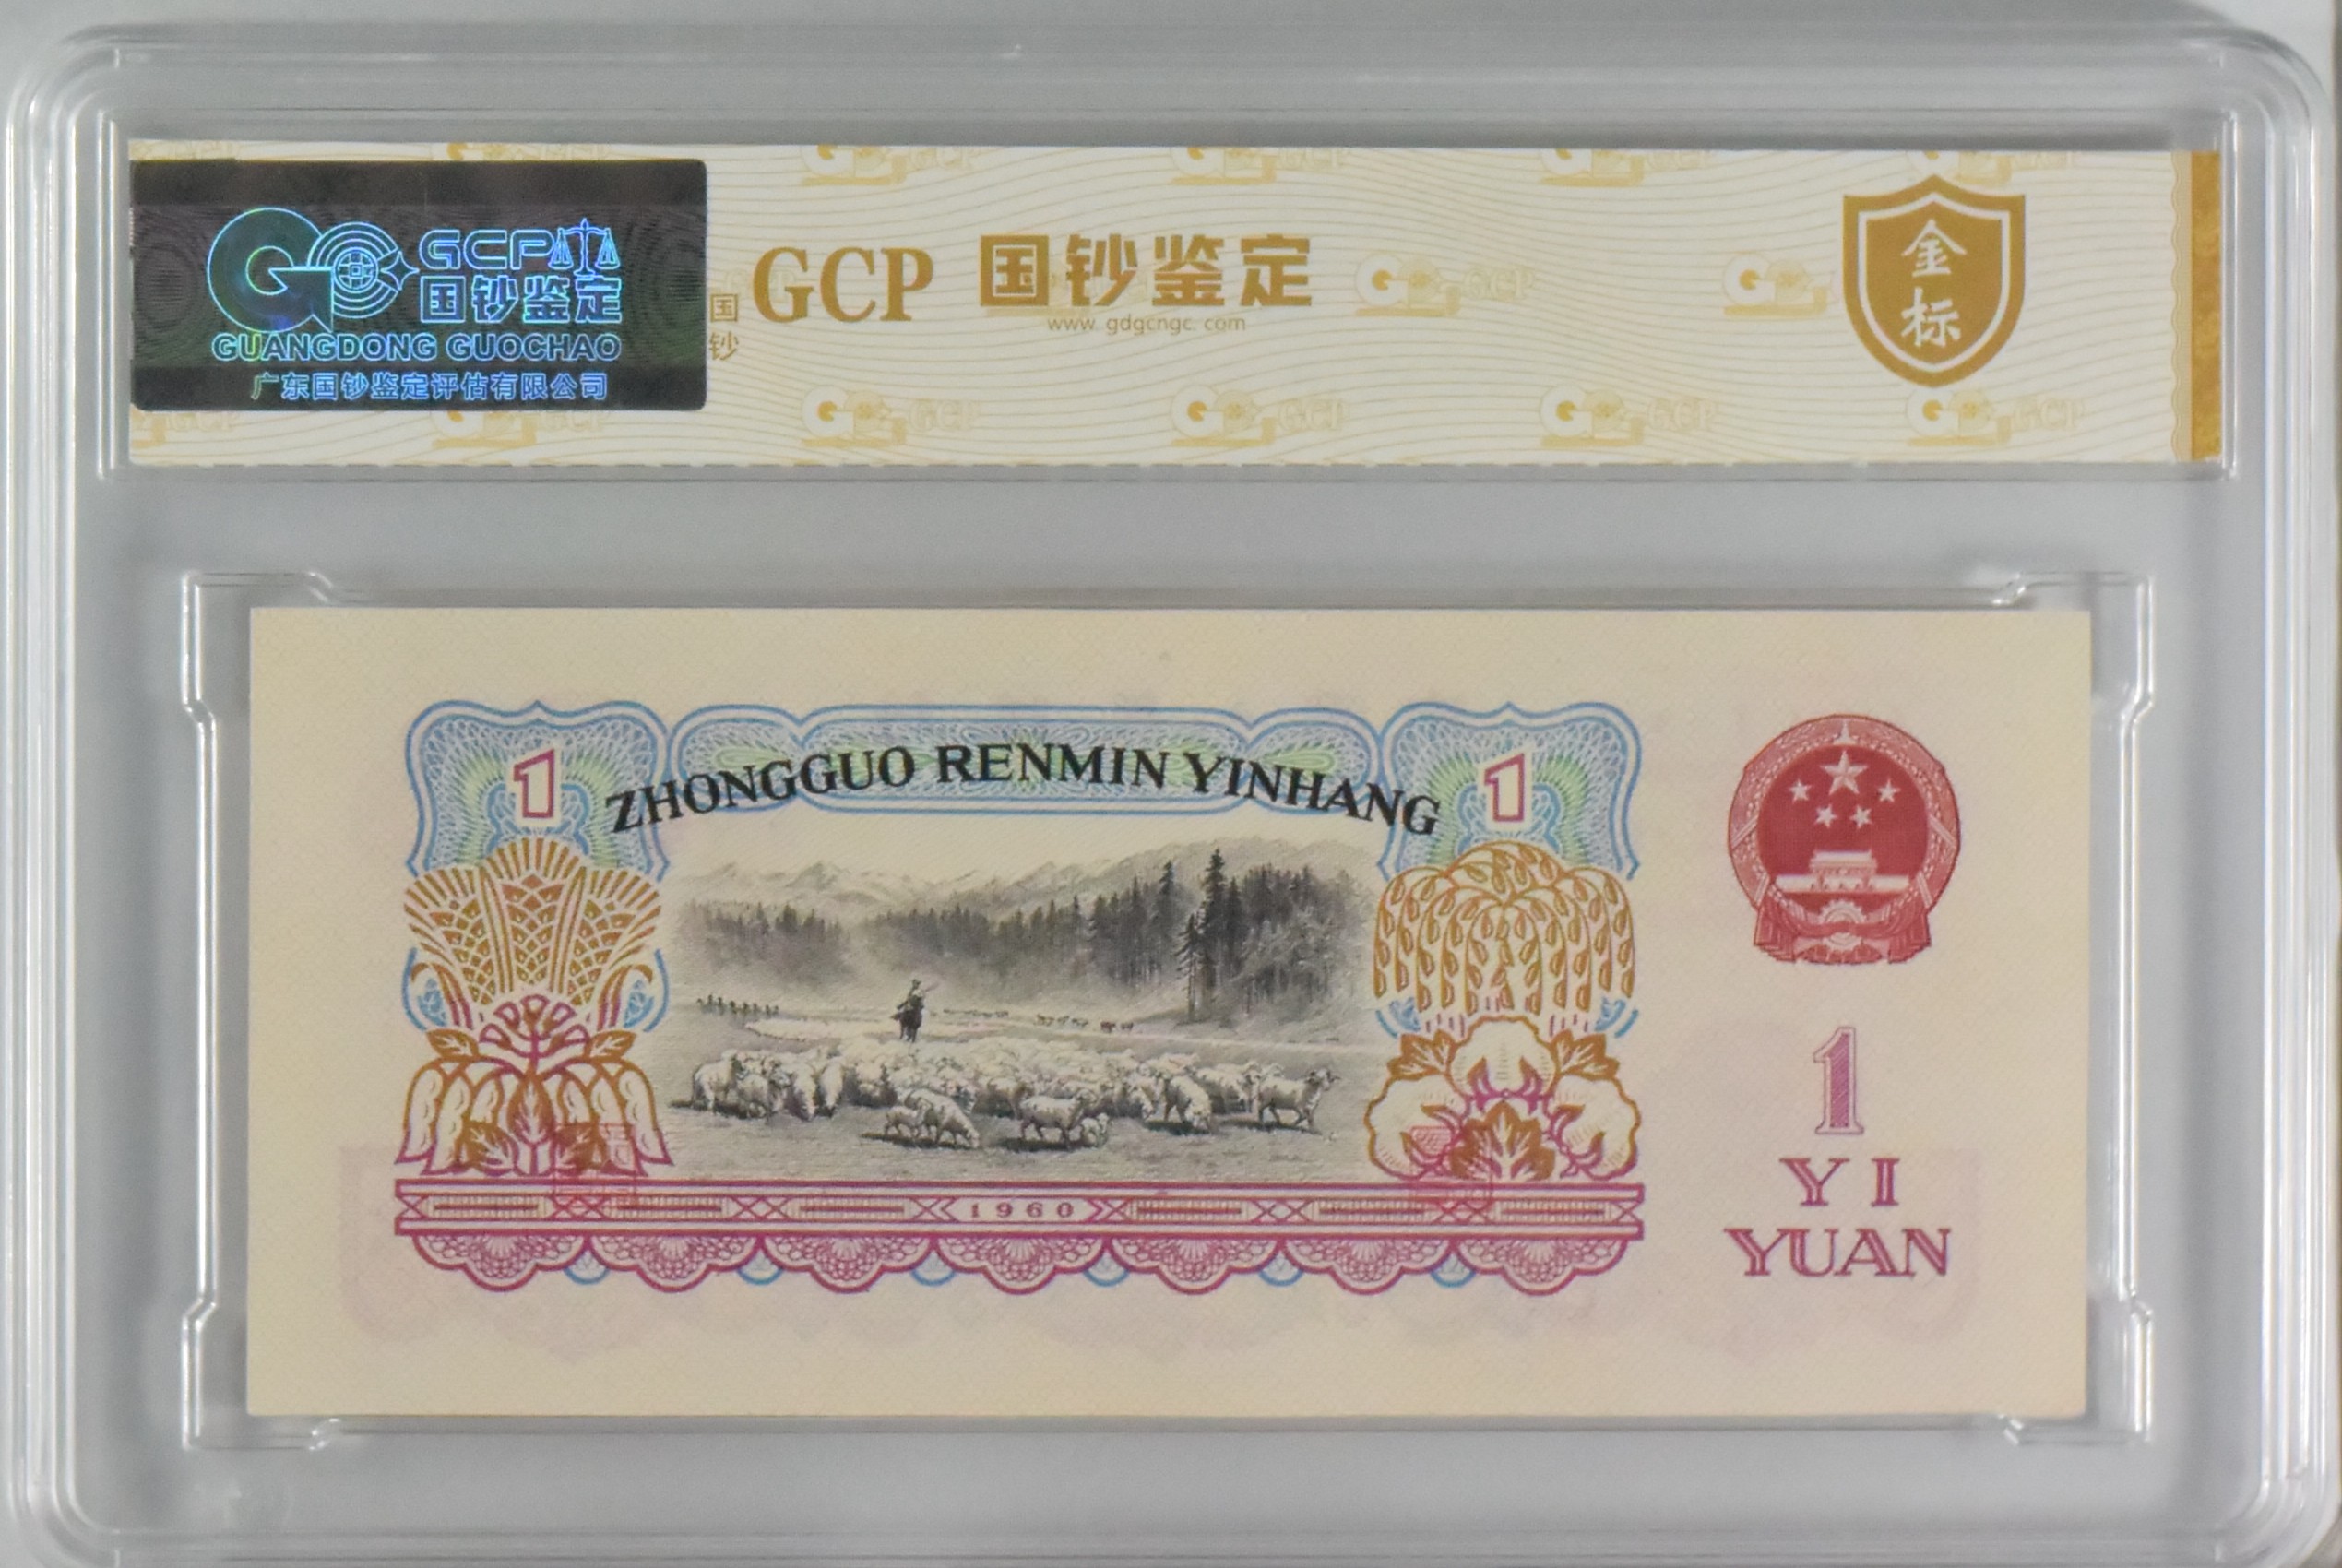 GCP
国钞鉴定
GUANGDONG GUOCHAO
广东国钞鉴定评估有限公司
国
钞
GCP 国钞鉴定
www. gdgcngc. com
金
标
ZHONGGUO RENMIN YINHANG
1
1
1960
1
YI
YUAN